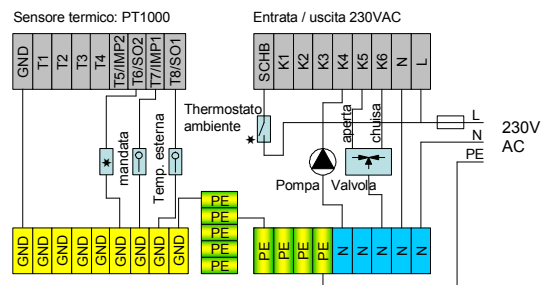 Sensore termico: PT1000
Entrata / uscita 230VAC
GND
T1
T2
T3
T4
T5/IMP2
T6/SO2
T7/IMP1
T8/SO1
SCHB
K1
K2
K3
K4
K5
K6
N
L
Thermostato
ambiente
*
*
mandata
Temp. esterna
aperta
chuisa
L
N
PE
230V
AC
Pompa
Valvola
PE
PE
PE
PE
PE
GND
GND
GND
GND
GND
GND
GND
GND
PE
PE
PE
PE
N
N
N
N
N